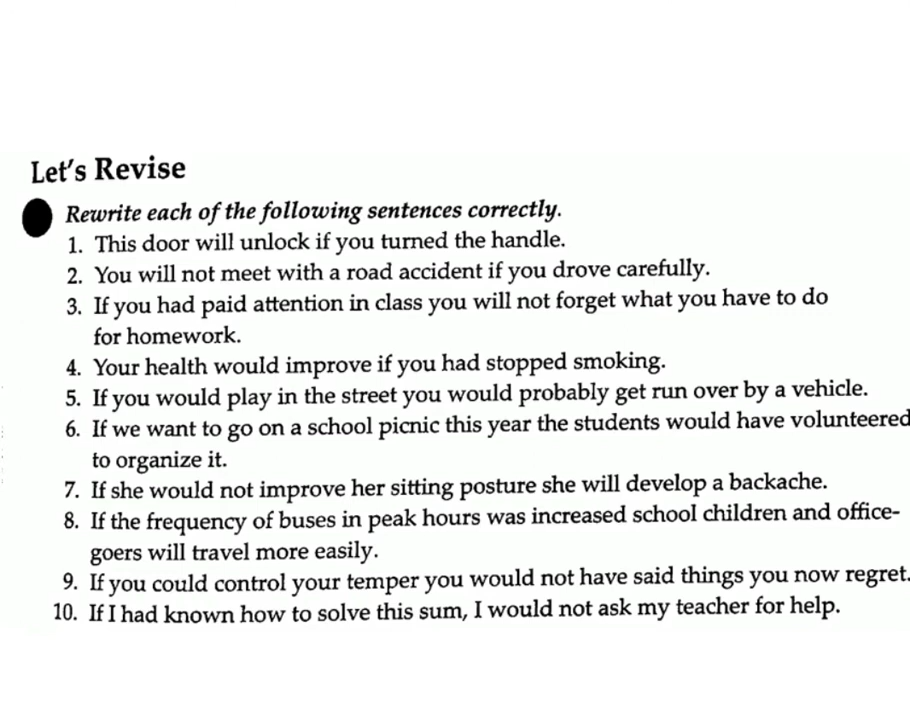 Let's Revise
Rewrite each of the following sentences correctly.
1. This door will unlock if you turned the handle.
2. You will not meet with a road accident if you drove carefully.
3. If you had paid attention in class you will not forget what you have to do
for homework.
4. Your health would improve if you had stopped smoking.
5. If you would play in the street you would probably get run over by a vehicle.
6. If we want to go on a school picnic this year the students would have volunteered
to organize it.
7. If she would not improve her sitting posture she will develop a backache.
8. If the frequency of buses in peak hours was increased school children and office-
goers will travel more easily.
9. If you could control your temper you would not have said things you now regret.
10. If I had known how to solve this sum, I would not ask my teacher for help.